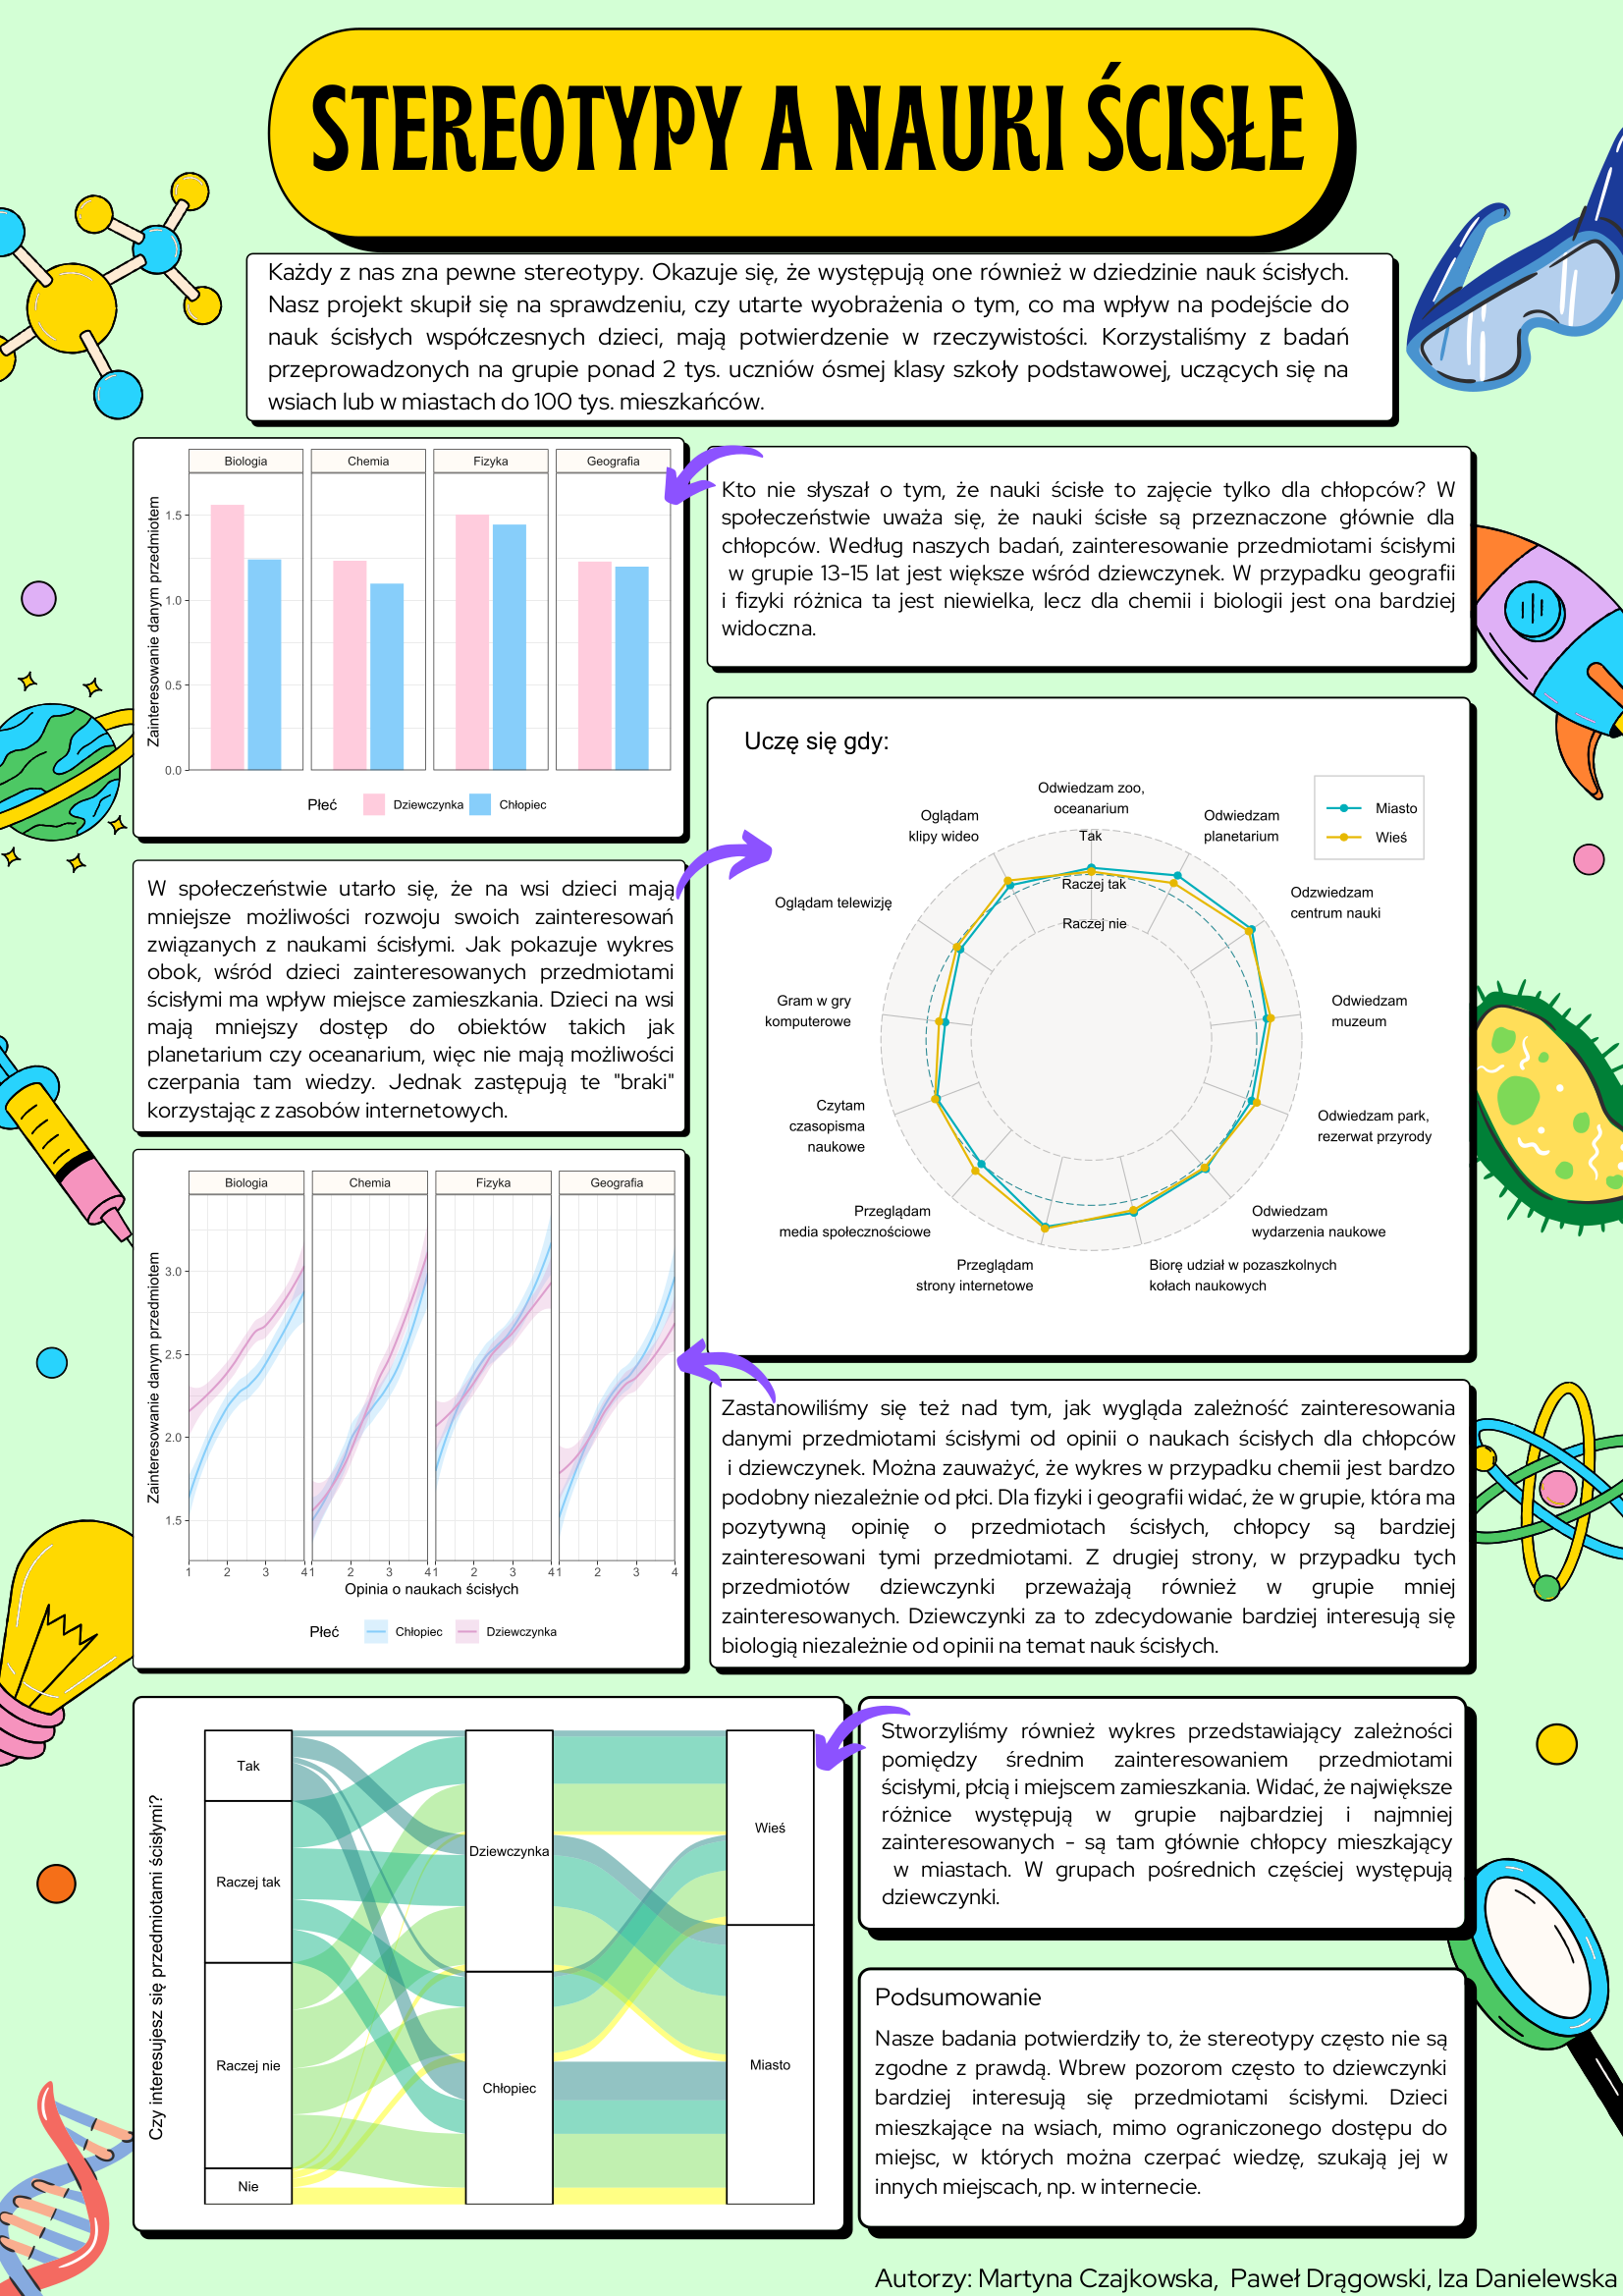 STEREOTYPY A NAUKI ŚCISŁE
Każdy z nas zna pewne stereotypy. Okazuje się, że występują one również w dziedzinie nauk ścisłych.
Nasz projekt skupił się na sprawdzeniu, czy utarte wyobrażenia o tym, co ma wpływ na podejście do
nauk ścisłych współczesnych dzieci, mają potwierdzenie w rzeczywistości. Korzystaliśmy z badań
przeprowadzonych na grupie ponad 2 tys. uczniów ósmej klasy szkoły podstawowej, uczących się na
wsiach lub w miastach do 100 tys. mieszkańców.
Biologia Chemia Fizyka Geografia
Zainteresowanie danym przedmiotem
1.5
1.0
0.5
0.0
Płeć Dziewczynka Chłopiec
Kto nie słyszał o tym, że nauki ścisłe to zajęcie tylko dla chłopców? W
społeczeństwie uważa się, że nauki ścisłe są przeznaczone głównie dla
chłopców. Według naszych badań, zainteresowanie przedmiotami ścisłymi
w grupie 13-15 lat jest większe wśród dziewczynek. W przypadku geografii
i fizyki różnica ta jest niewielka, lecz dla chemii i biologii jest ona bardziej
widoczna.
W społeczeństwie utarło się, że na wsi dzieci mają
mniejsze możliwości rozwoju swoich zainteresowań
związanych z naukami ścisłymi. Jak pokazuje wykres
obok, wśród dzieci zainteresowanych przedmiotami
ścisłymi ma wpływ miejsce zamieszkania. Dzieci na wsi
mają mniejszy dostęp do obiektów takich jak
planetarium czy oceanarium, więc nie mają możliwości
czerpania tam wiedzy. Jednak zastępują te "braki"
korzystając z zasobów internetowych.
Uczę się gdy:
Odwiedzam zoo,
oceanarium
Odwiedzam
planetarium
Odzwiedzam
centrum nauki
Odwiedzam
muzeum
Odwiedzam park,
rezerwat przyrody
Odwiedzam
wydarzenia naukowe
Biorę udział w pozaszkolnych
kołach naukowych
Przeglądam
strony internetowe
Przeglądam
media społecznościowe
Czytam
czasopisma
naukowe
Gram w gry
komputerowe
Oglądam telewizję
Oglądam
klipy wideo
Tak
Raczej tak
Raczej nie
Miasto
Wieś
Biologia Chemia Fizyka Geografia
Zainteresowanie danym przedmiotem
3.0
2.5
2.0
1.5
1 2 3 4 1 2 3 4 1 2 3 4 1 2 3 4
Opinia o naukach ścisłych
Płeć Chłopiec Dziewczynka
Zastanowiliśmy się też nad tym, jak wygląda zależność zainteresowania
danymi przedmiotami ścisłymi od opinii o naukach ścisłych dla chłopców
i dziewczynek. Można zauważyć, że wykres w przypadku chemii jest bardzo
podobny niezależnie od płci. Dla fizyki i geografii widać, że w grupie, która ma
pozytywną opinię o przedmiotach ścisłych, chłopcy są bardziej
zainteresowani tymi przedmiotami. Z drugiej strony, w przypadku tych
przedmiotów dziewczynki przeważają również w grupie mniej
zainteresowanych. Dziewczynki za to zdecydowanie bardziej interesują się
biologią niezależnie od opinii na temat nauk ścisłych.
Czy interesujesz się przedmiotami ścisłymi?
Tak
Raczej tak
Raczej nie
Nie
Dziewczynka
Chłopiec
Wieś
Miasto
Stworzyliśmy również wykres przedstawiający zależności
pomiędzy średnim zainteresowaniem przedmiotami
ścisłymi, płcią i miejscem zamieszkania. Widać, że największe
różnice występują w grupie najbardziej i najmniej
zainteresowanych - są tam głównie chłopcy mieszkający
w miastach. W grupach pośrednich częściej występują
dziewczynki.
Podsumowanie
Nasze badania potwierdziły to, że stereotypy często nie są
zgodne z prawdą. Wbrew pozorom często to dziewczynki
bardziej interesują się przedmiotami ścisłymi. Dzieci
mieszkające na wsiach, mimo ograniczonego dostępu do
miejsc, w których można czerpać wiedzę, szukają jej w
innych miejscach, np. w internecie.
Autorzy: Martyna Czajkowska, Paweł Drągowski, Iza Danielewska